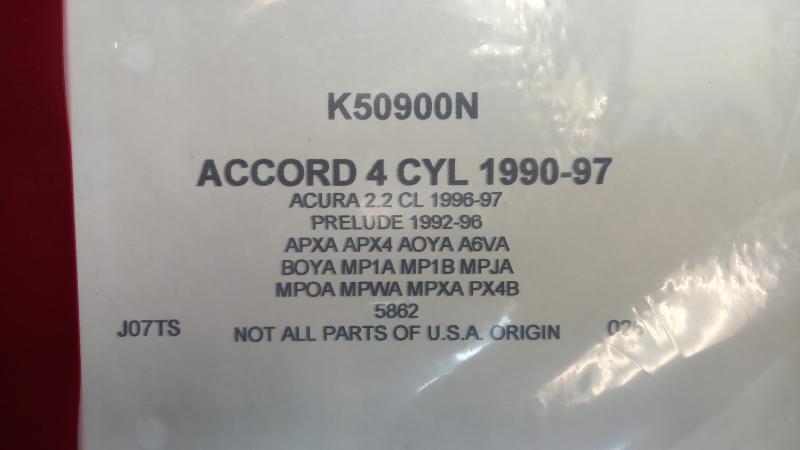 K50900N
ACCORD 4 CYL 1990-97
ACURA 2.2 CL 1996-97
PRELUDE 1992-96
APXA APX4 AOYA A6VA
BOYA MP1A MP1B MPJA
MPOA MPWA MPXA PX4B
5862
J07TS NOT ALL PARTS OF U.S.A. ORIGIN